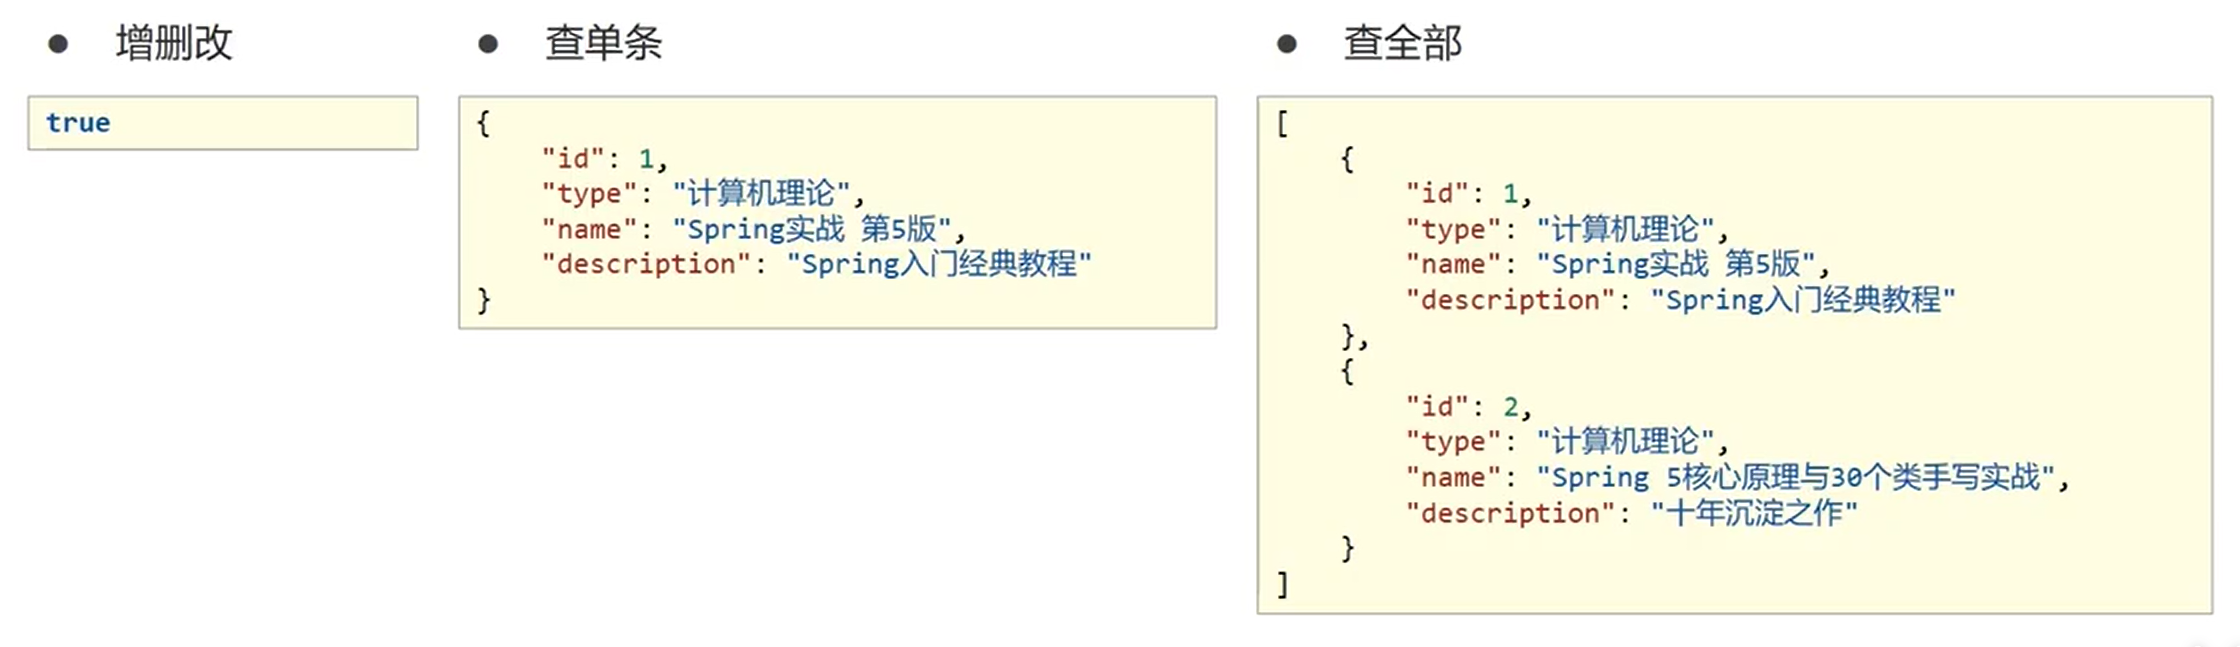 ● 增删改
true
● 查单条
{
    "id": 1,
    "type": "计算机理论",
    "name": "Spring实战 第5版",
    "description": "Spring入门经典教程"
}
● 查全部
[
    {
        "id": 1,
        "type": "计算机理论",
        "name": "Spring实战 第5版",
        "description": "Spring入门经典教程"
    },
    {
        "id": 2,
        "type": "计算机理论",
        "name": "Spring 5核心原理与30个类手写实战",
        "description": "十年沉淀之作"
    }
]